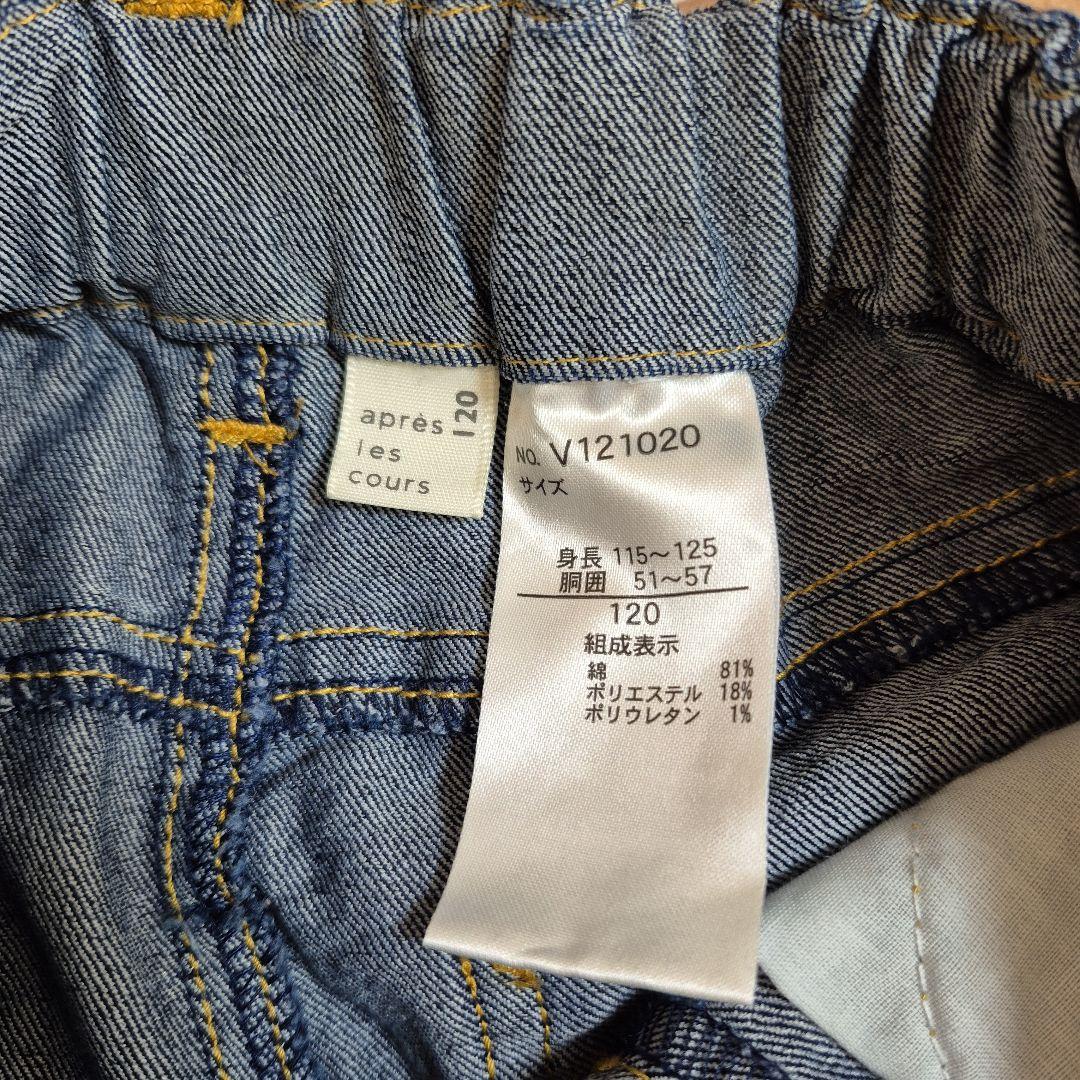 après
les
cours
120
NO. V121020
サイズ
身長 115～125
胴囲 51～57
120
組成表示
綿 81%
ポリエステル 18%
ポリウレタン 1%